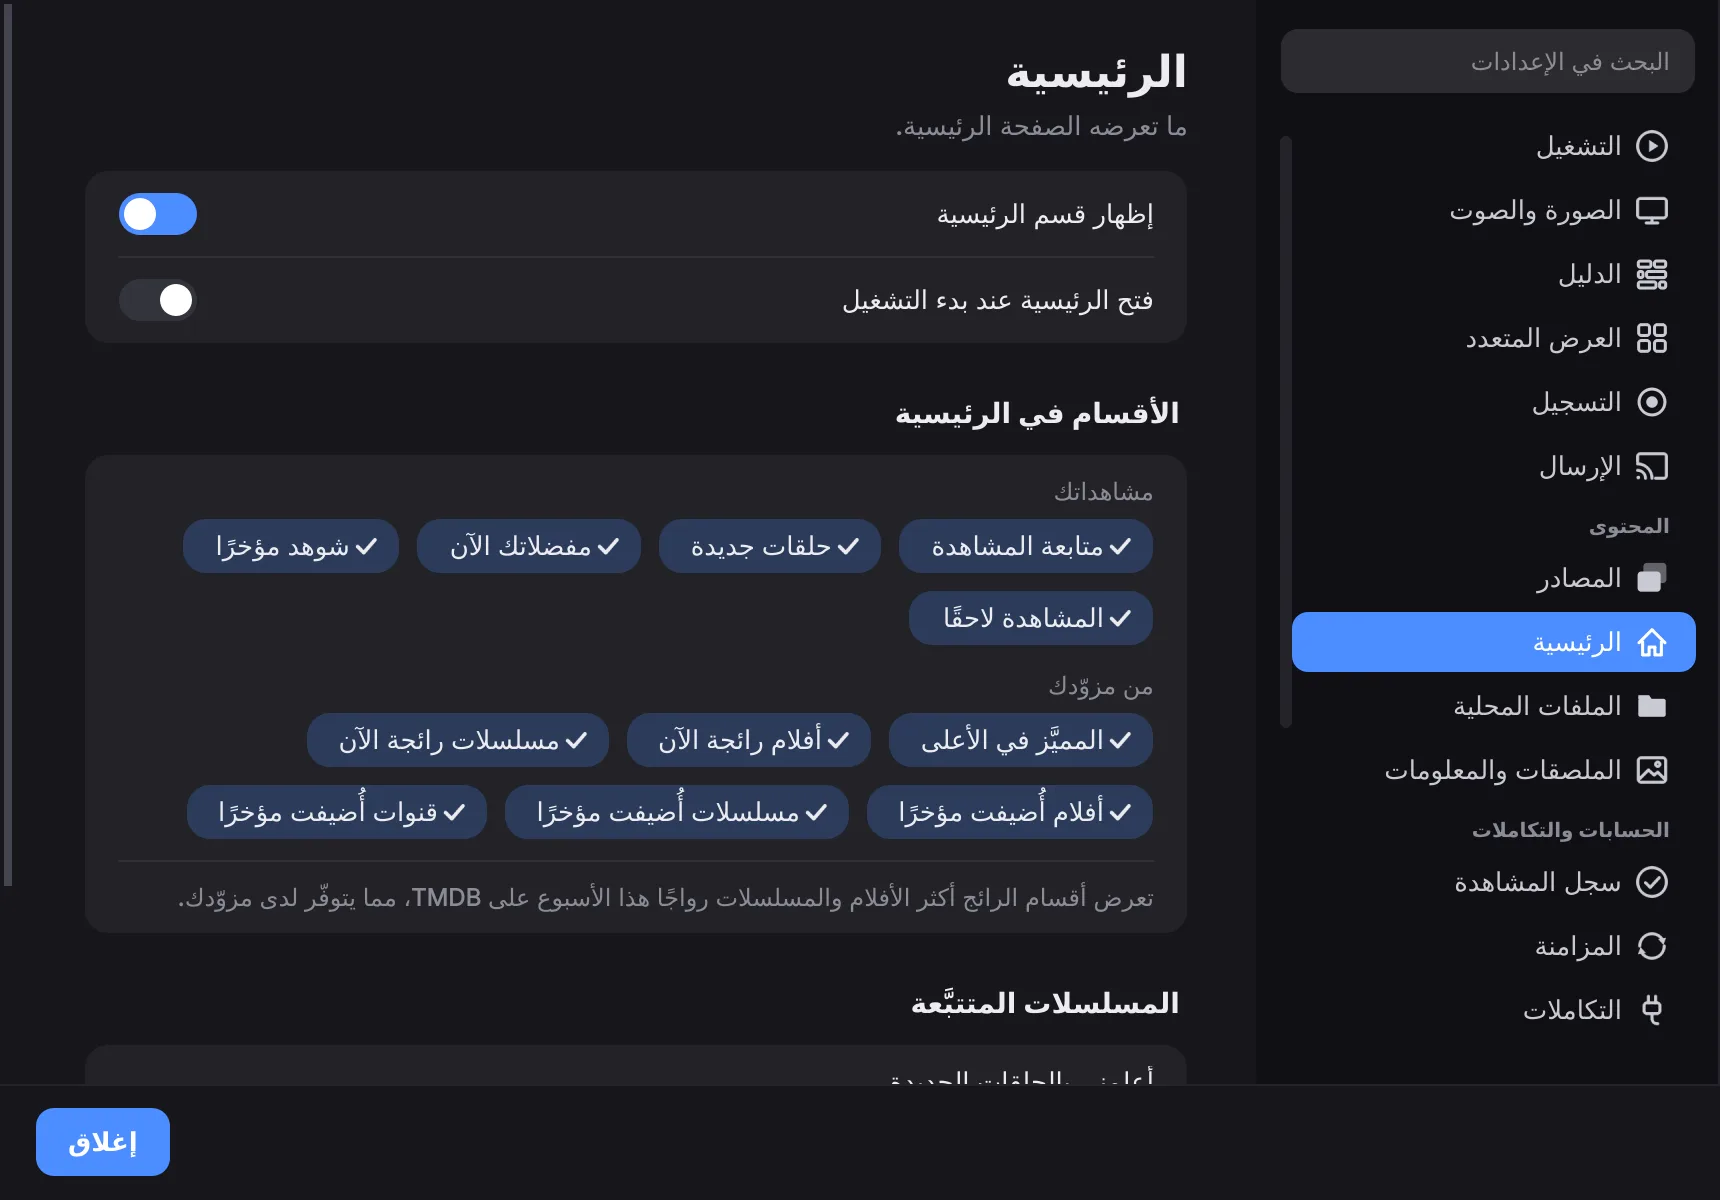 البحث في الإعدادات
التشغيل
الصورة والصوت
الدليل
العرض المتعدد
التسجيل
الإرسال
المحتوى
المصادر
الرئيسية
الملفات المحلية
الملصقات والمعلومات
الحسابات والتكاملات
سجل المشاهدة
المزامنة
التكاملات
الرئيسية
ما تعرضه الصفحة الرئيسية.
إظهار قسم الرئيسية
فتح الرئيسية عند بدء التشغيل
الأقسام في الرئيسية
مشاهداتك
متابعة المشاهدة حلقات جديدة مفضلاتك الآن شوهد مؤخرًا
المشاهدة لاحقًا
من مزوّدك
المميَّز في الأعلى أفلام رائجة الآن مسلسلات رائجة الآن
أفلام أُضيفت مؤخرًا مسلسلات أُضيفت مؤخرًا قنوات أُضيفت مؤخرًا
تعرض أقسام الرائج أكثر الأفلام والمسلسلات رواجًا هذا الأسبوع على TMDB، مما يتوفّر لدى مزوّدك.
المسلسلات المتتبَّعة
أعلمني بالحلقات الجديدة
إغلاق